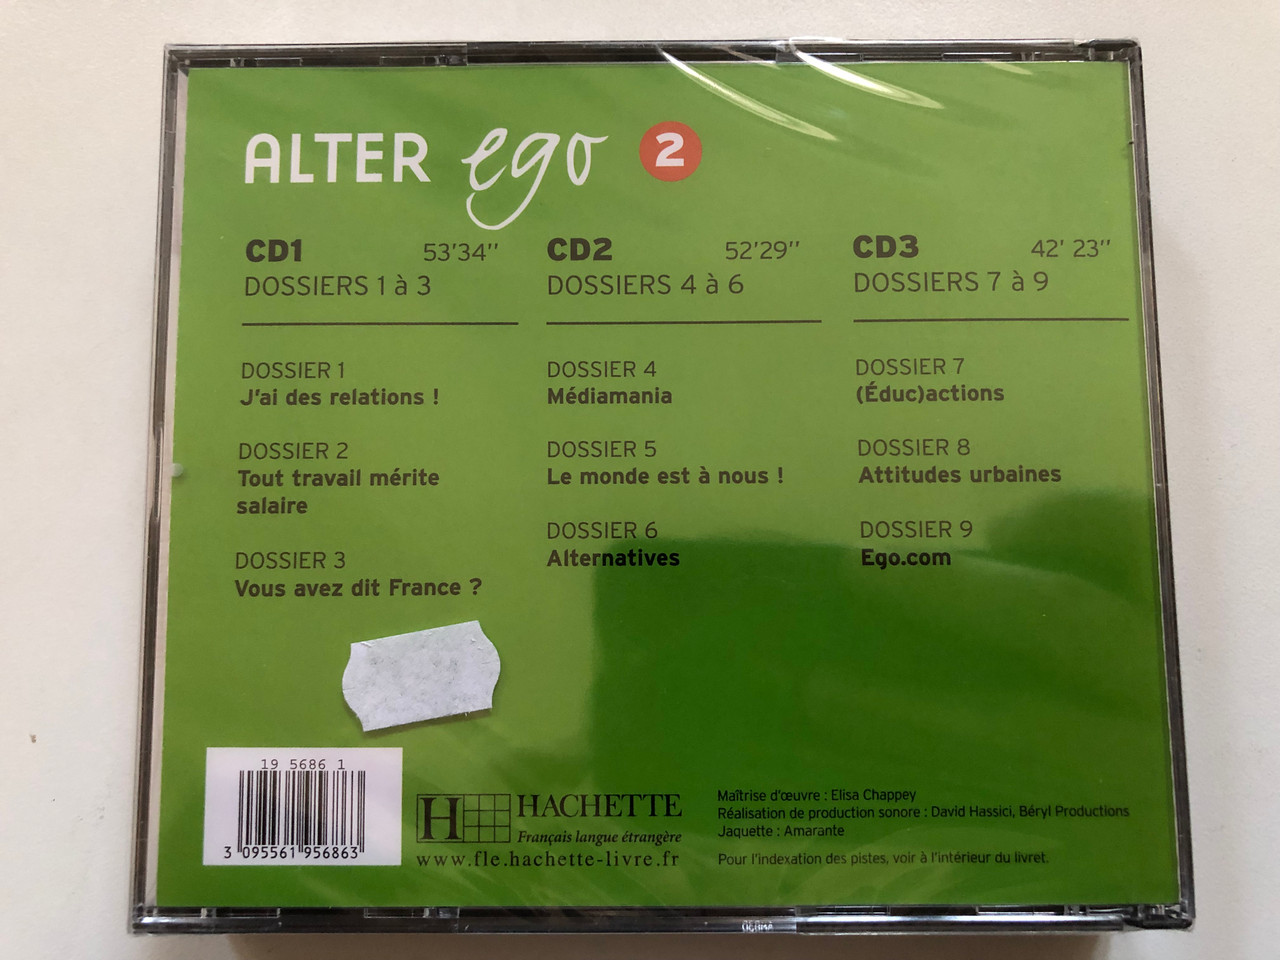 ALTER ego 2
CD1 53'34''
DOSSIERS 1 à 3
DOSSIER 1
J'ai des relations !
DOSSIER 2
Tout travail mérite
salaire
DOSSIER 3
Vous avez dit France ?
CD2 52'29''
DOSSIERS 4 à 6
DOSSIER 4
Médiamania
DOSSIER 5
Le monde est à nous !
DOSSIER 6
Alternatives
CD3 42' 23''
DOSSIERS 7 à 9
DOSSIER 7
(Éduc)actions
DOSSIER 8
Attitudes urbaines
DOSSIER 9
Ego.com
19 5686 1
3 095561 956863
H HACHETTE
Français langue étrangère
www.fle.hachette-livre.fr
Maîtrise d'œuvre : Elisa Chappey
Réalisation de production sonore : David Hassici, Béryl Productions
Jaquette : Amarante
Pour l'indexation des pistes, voir à l'intérieur du livret.